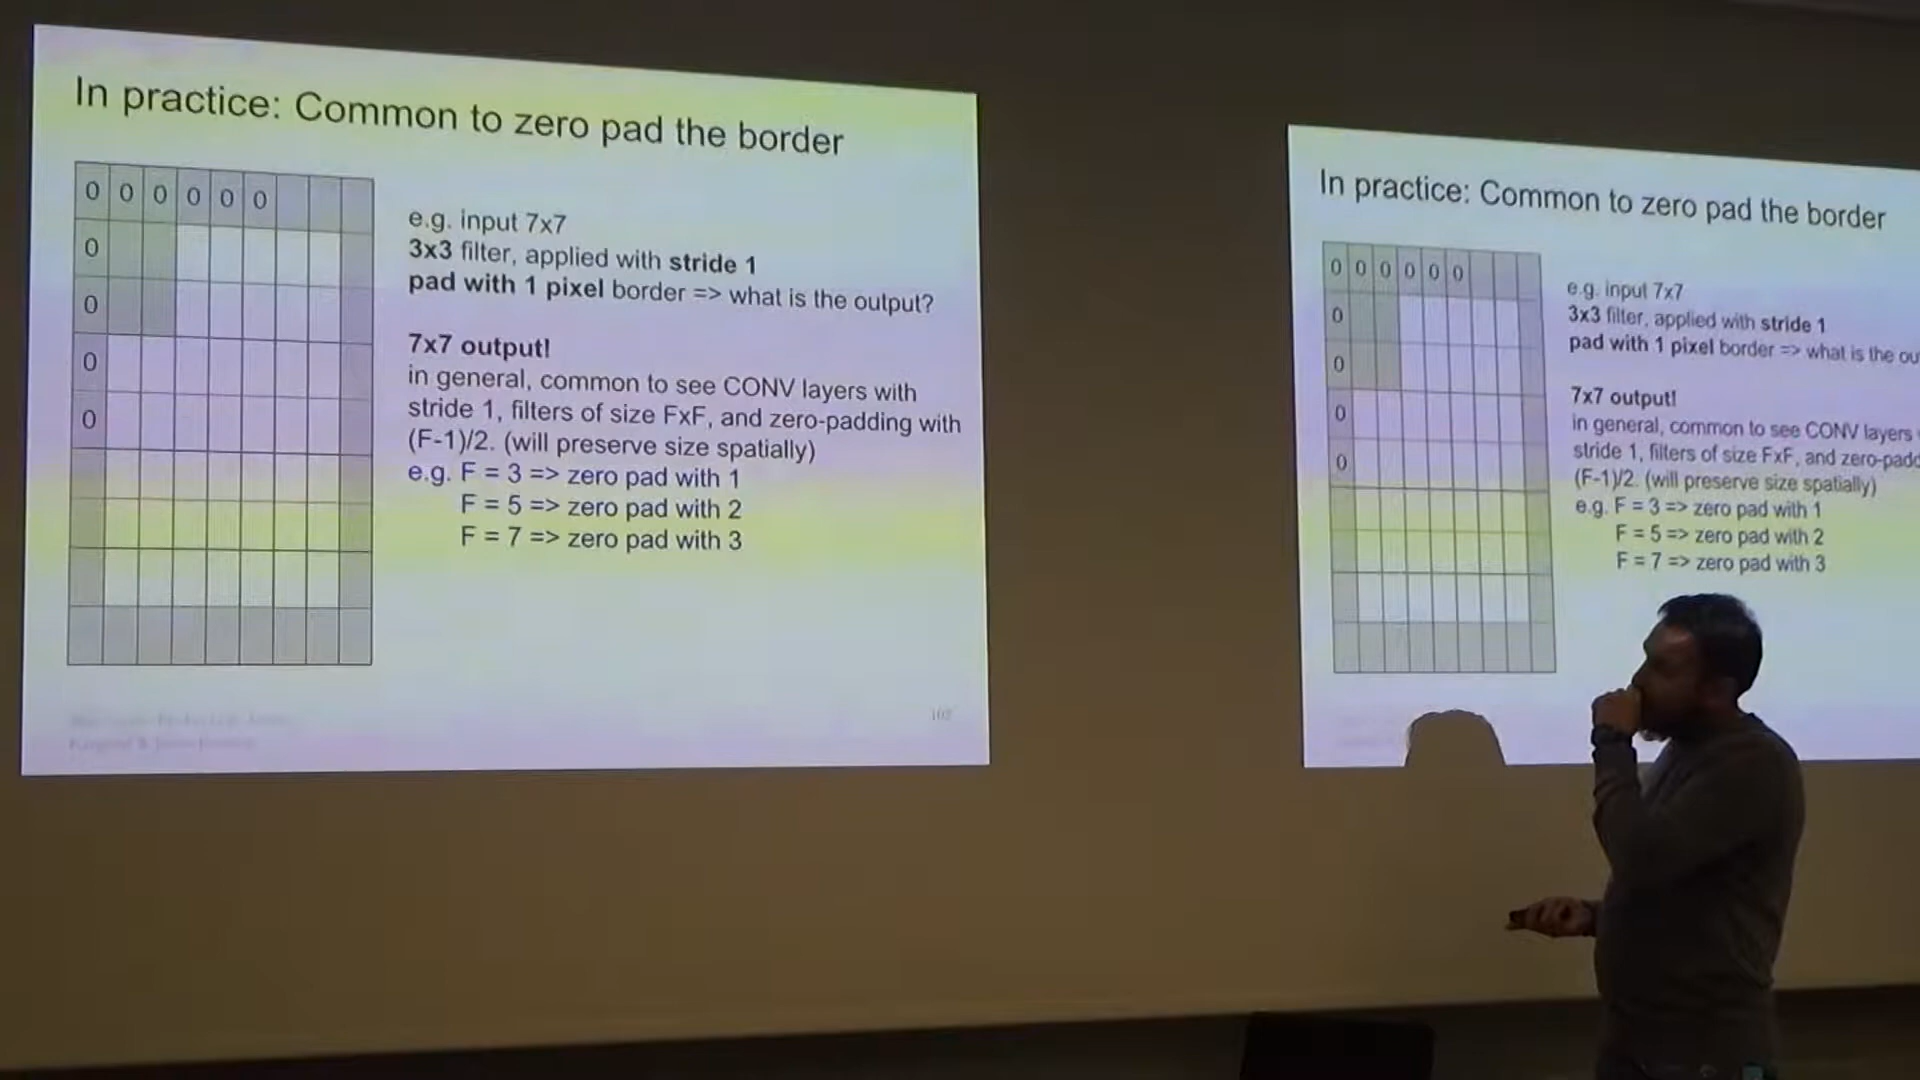 In practice: Common to zero pad the border
0 0 0 0 0 0
0
0
0
0
e.g. input 7x7
3x3 filter, applied with stride 1
pad with 1 pixel border => what is the output?
7x7 output!
in general, common to see CONV layers with
stride 1, filters of size FxF, and zero-padding with
(F-1)/2. (will preserve size spatially)
e.g. F = 3 => zero pad with 1
F = 5 => zero pad with 2
F = 7 => zero pad with 3
In practice: Common to zero pad the border
0 0 0 0 0 0
0
0
0
0
e.g. input 7x7
3x3 filter, applied with stride 1
pad with 1 pixel border => what is the ou
7x7 output!
in general, common to see CONV layers
stride 1, filters of size FxF, and zero-padd
(F-1)/2. (will preserve size spatially)
e.g. F = 3 => zero pad with 1
F = 5 => zero pad with 2
F = 7 => zero pad with 3